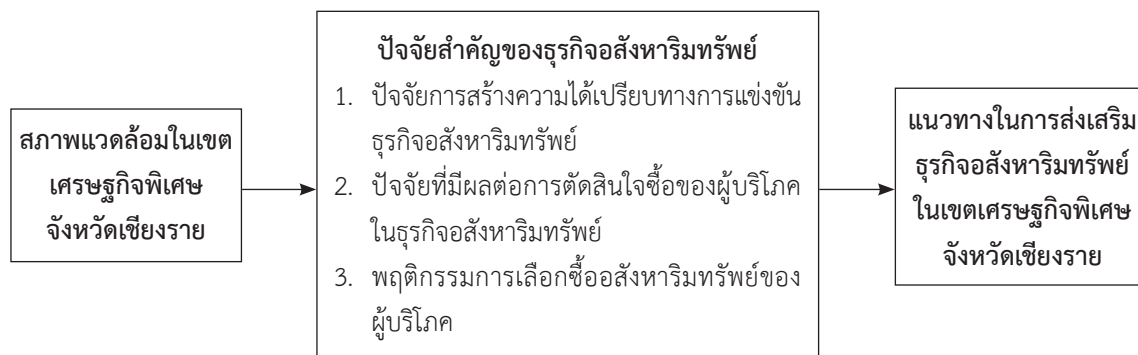 สภาพแวดล้อมในเขต
เศรษฐกิจพิเศษ
จังหวัดเชียงราย
ปัจจัยสำคัญของธุรกิจอสังหาริมทรัพย์
1. ปัจจัยการสร้างความได้เปรียบทางการแข่งขัน
ธุรกิจอสังหาริมทรัพย์
2. ปัจจัยที่มีผลต่อการตัดสินใจซื้อของผู้บริโภค
ในธุรกิจอสังหาริมทรัพย์
3. พฤติกรรมการเลือกซื้ออสังหาริมทรัพย์ของ
ผู้บริโภค
แนวทางในการส่งเสริม
ธุรกิจอสังหาริมทรัพย์
ในเขตเศรษฐกิจพิเศษ
จังหวัดเชียงราย